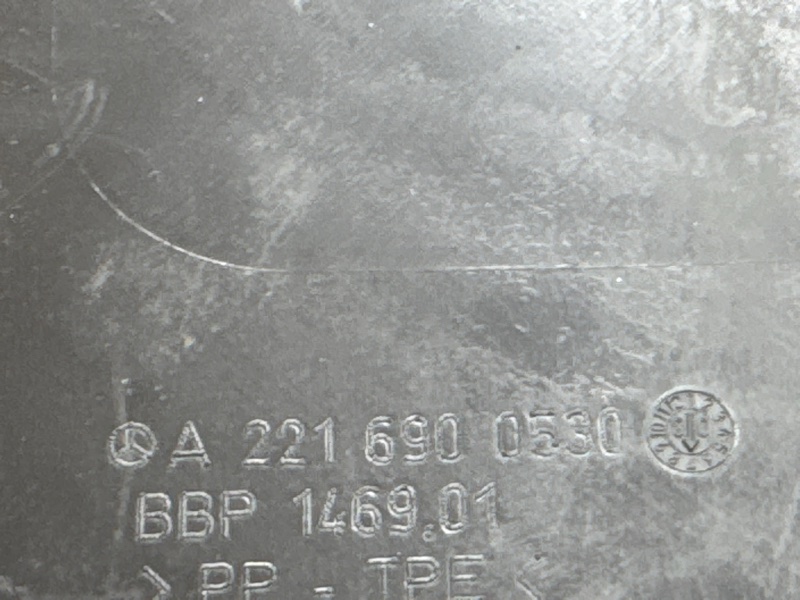 A 221 690 0530
BBP 1469.01
> PP - TPE <